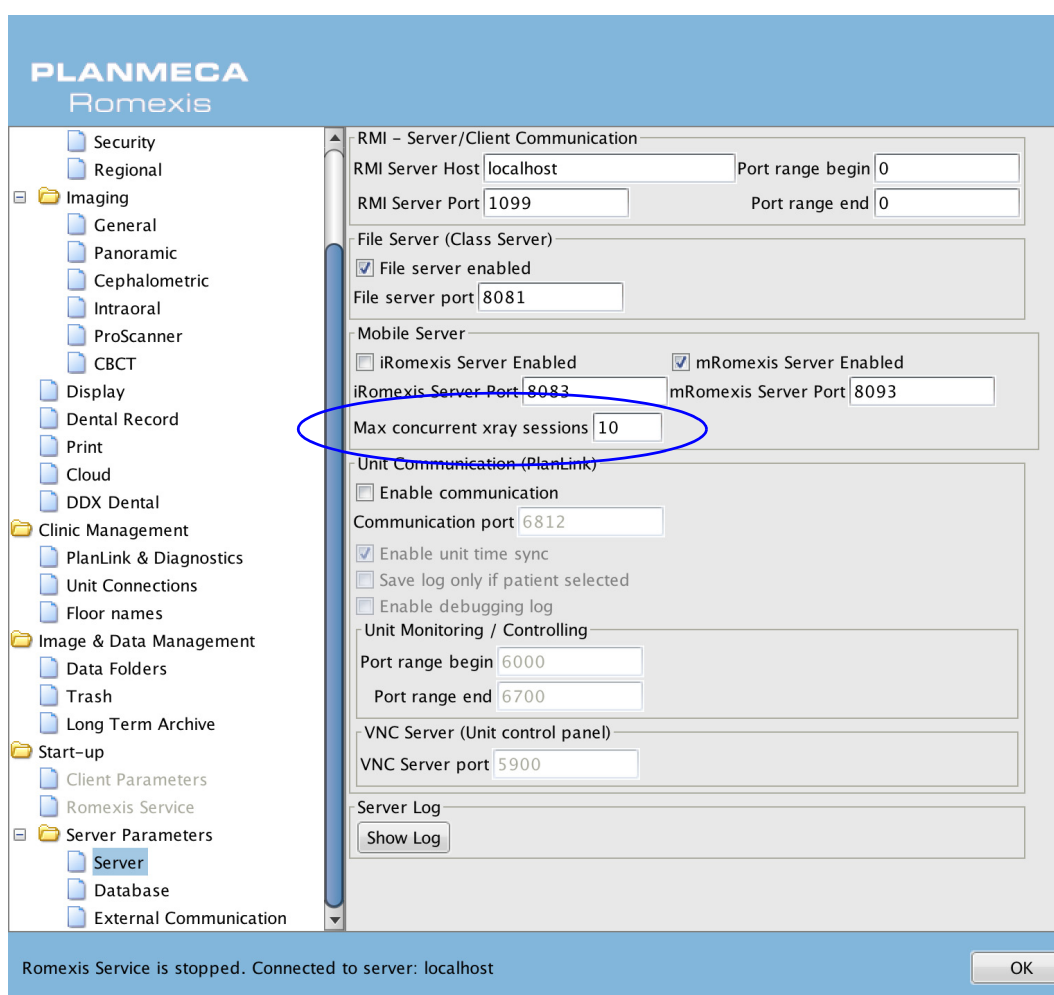 PLANMECA
Romexis
Security
Regional
Imaging
General
Panoramic
Cephalometric
Intraoral
ProScanner
CBCT
Display
Dental Record
Print
Cloud
DDX Dental
Clinic Management
PlanLink & Diagnostics
Unit Connections
Floor names
Image & Data Management
Data Folders
Trash
Long Term Archive
Start-up
Client Parameters
Romexis Service
Server Parameters
Server
Database
External Communication
RMI - Server/Client Communication
RMI Server Host localhost Port range begin 0
RMI Server Port 1099 Port range end 0
File Server (Class Server)
File server enabled
File server port 8081
Mobile Server
iRomexis Server Enabled mRomexis Server Enabled
iRomexis Server Port 8083 mRomexis Server Port 8093
Max concurrent xray sessions 10
Unit Communication (PlanLink)
Enable communication
Communication port 6812
Enable unit time sync
Save log only if patient selected
Enable debugging log
Unit Monitoring / Controlling
Port range begin 6000
Port range end 6700
VNC Server (Unit control panel)
VNC Server port 5900
Server Log
Show Log
Romexis Service is stopped. Connected to server: localhost OK